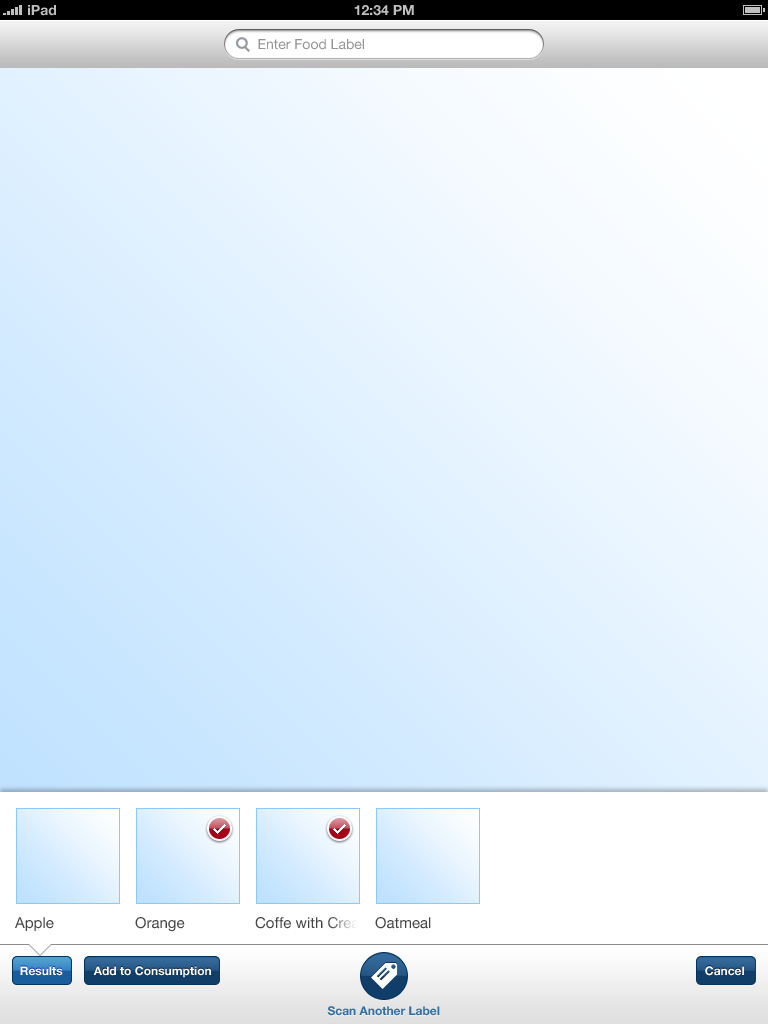 iPad
12:34 PM
Enter Food Label
Apple
Orange
Coffe with Crea
Oatmeal
Results
Add to Consumption
Scan Another Label
Cancel